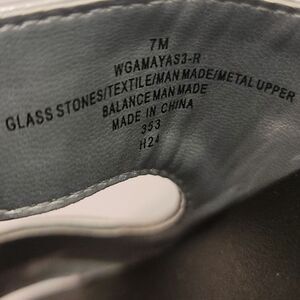 7M
WGAMAYAS3-R
GLASS STONES/TEXTILE/MAN MADE/METAL UPPER
BALANCE MAN MADE
MADE IN CHINA
353
H24